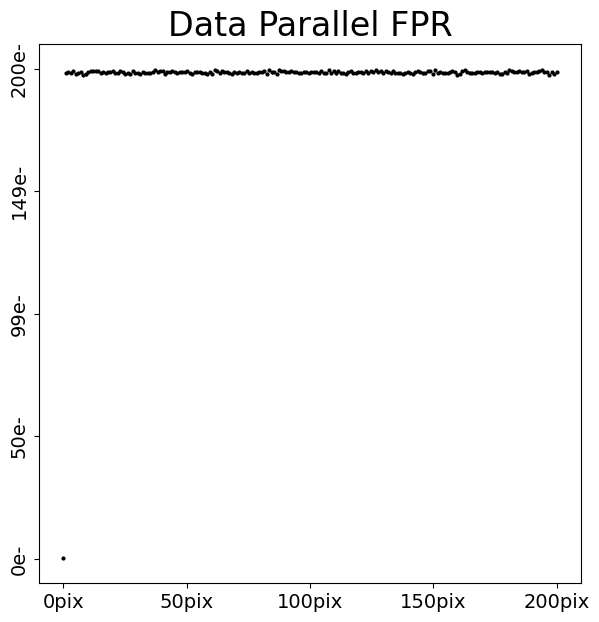 Data Parallel FPR
200e-
149e-
99e-
50e-
0e-
0pix
50pix
100pix
150pix
200pix